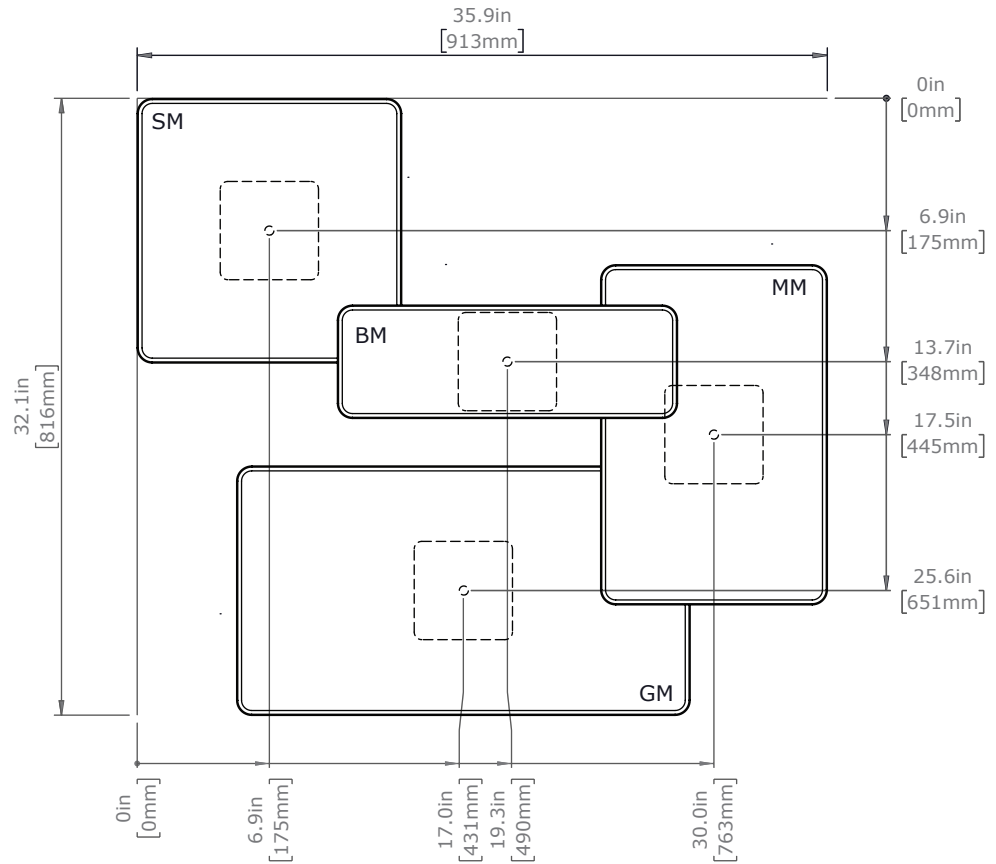 35.9in
[913mm]
0in
[0mm]
SM
6.9in
[175mm]
MM
BM
13.7in
[348mm]
32.1in
[816mm]
17.5in
[445mm]
25.6in
[651mm]
GM
0in
[0mm]
6.9in
[175mm]
17.0in
[431mm]
19.3in
[490mm]
30.0in
[763mm]